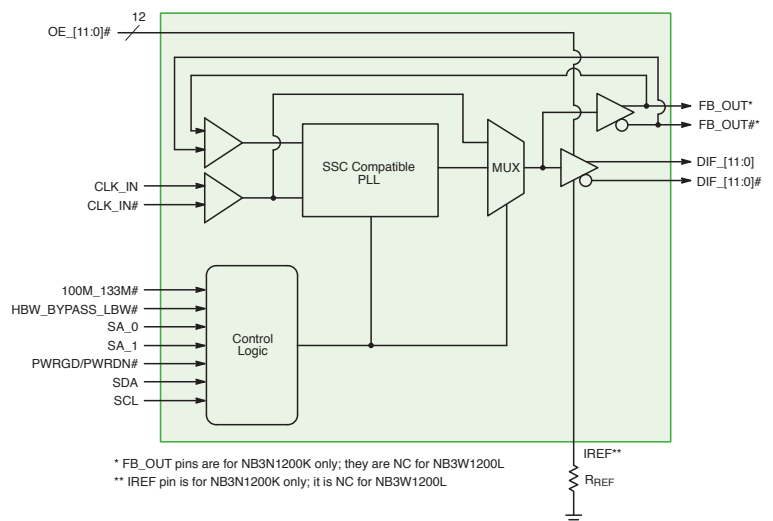 12
OE_[11:0]#
FB_OUT*
FB_OUT#*
SSC Compatible
PLL
MUX
DIF_[11:0]
DIF_[11:0]#
CLK_IN
CLK_IN#
100M_133M#
HBW_BYPASS_LBW#
SA_0
SA_1
PWRGD/PWRDN#
SDA
SCL
Control
Logic
IREF**
RREF
* FB_OUT pins are for NB3N1200K only; they are NC for NB3W1200L
** IREF pin is for NB3N1200K only; it is NC for NB3W1200L